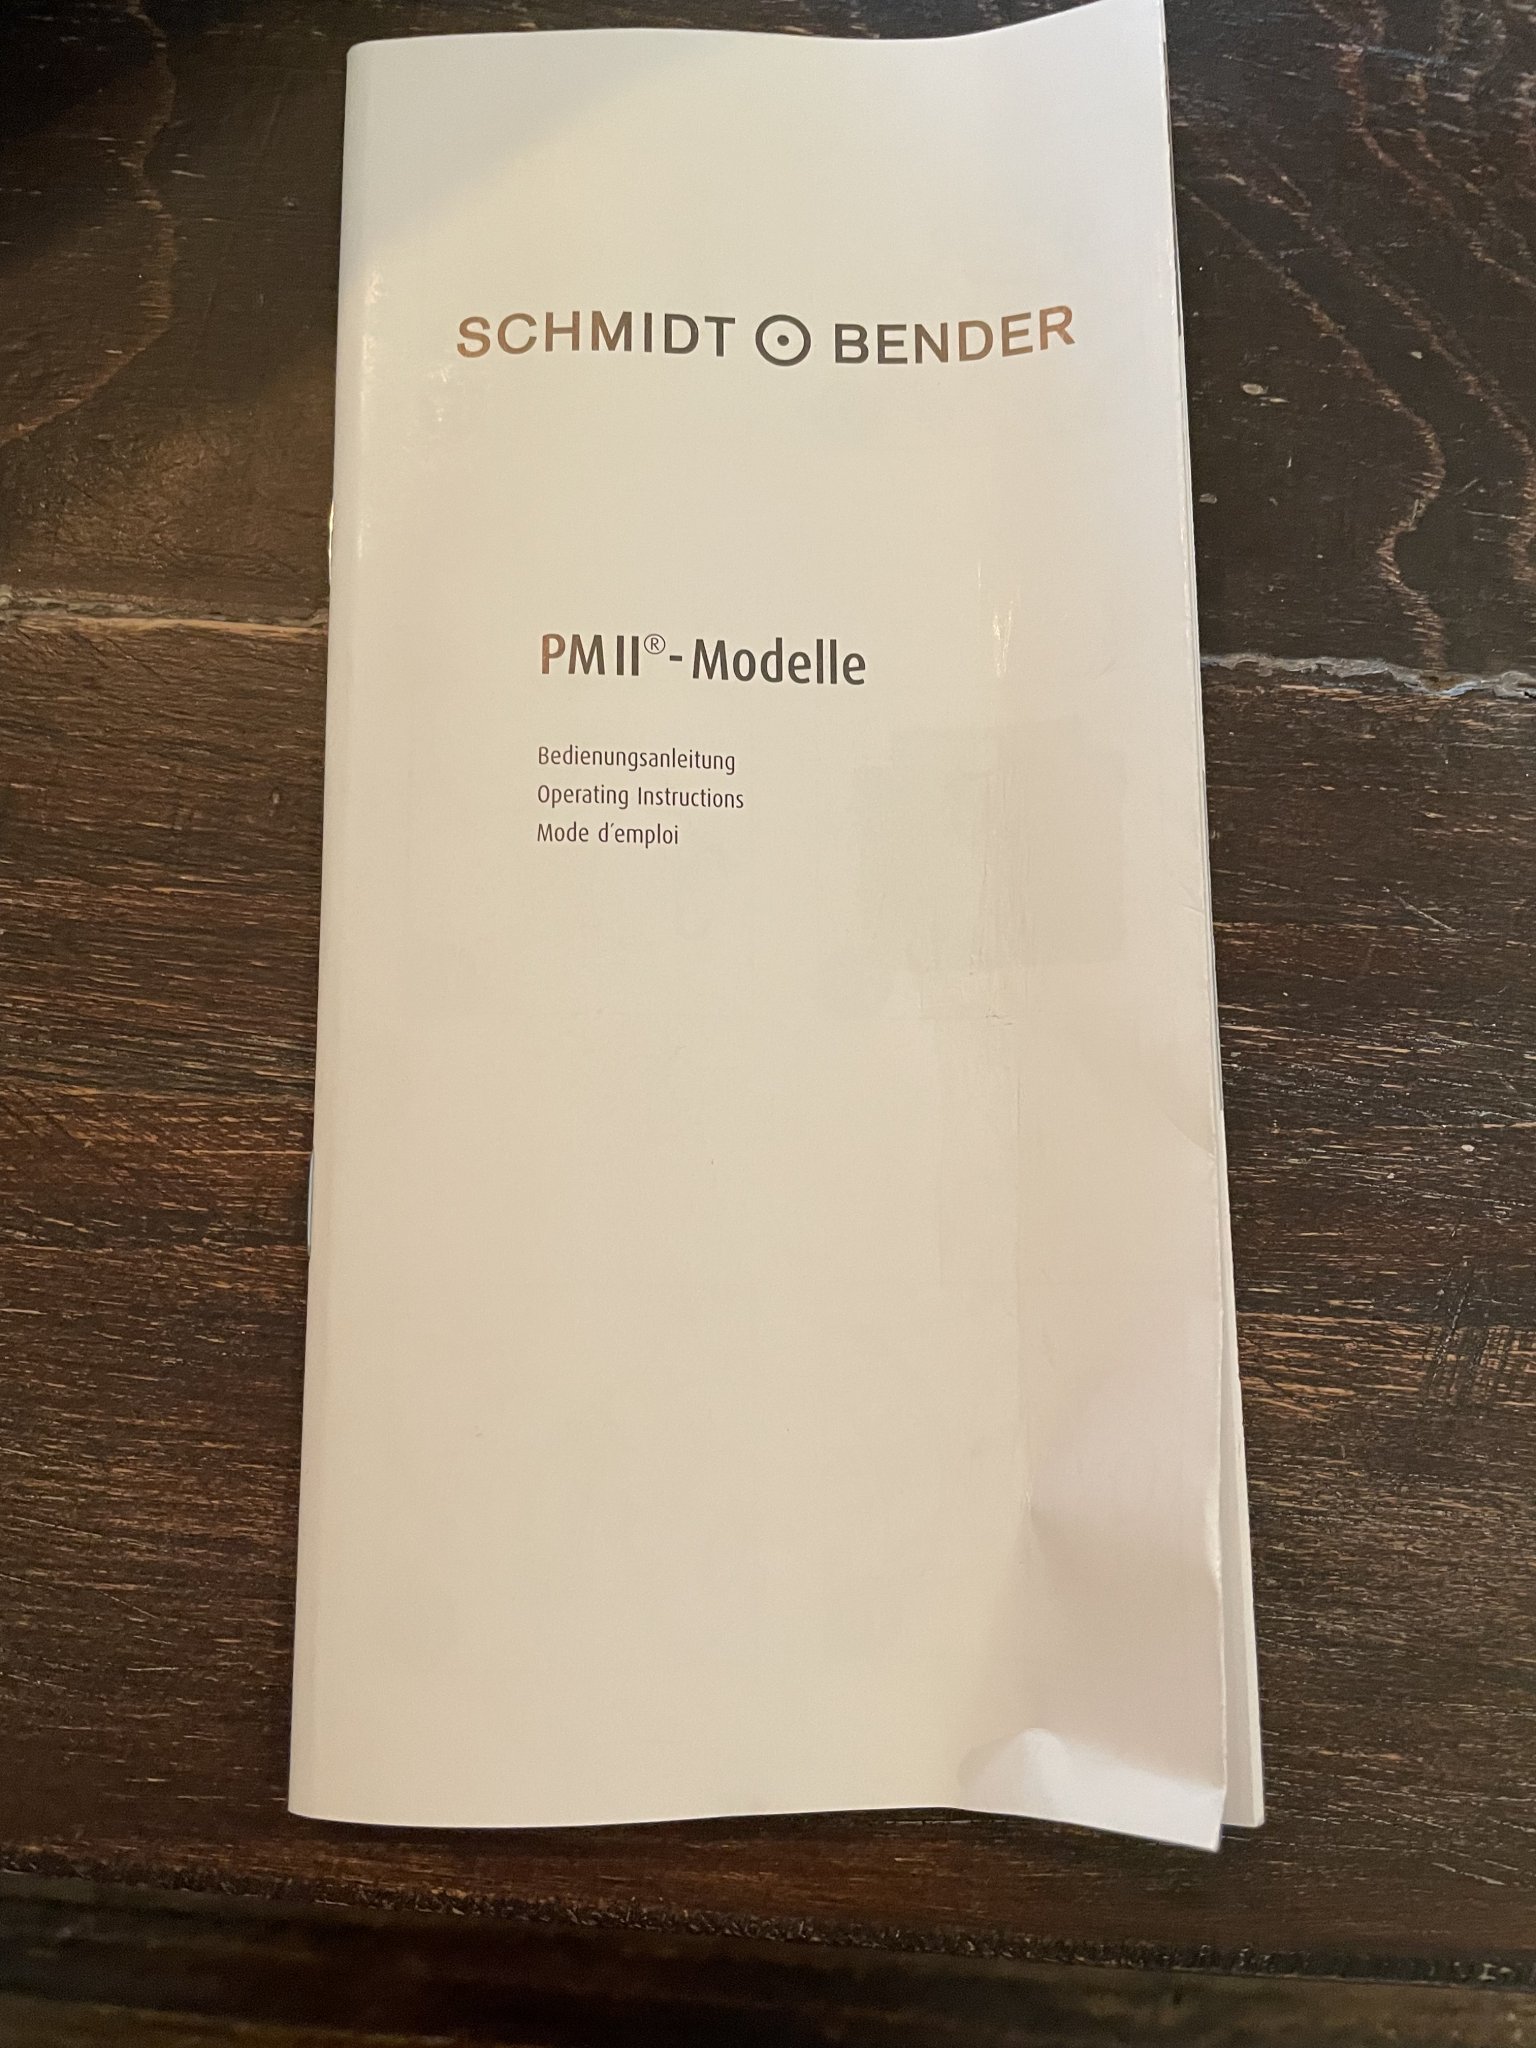 SCHMIDT BENDER
PM II®-Modelle
Bedienungsanleitung
Operating Instructions
Mode d´emploi